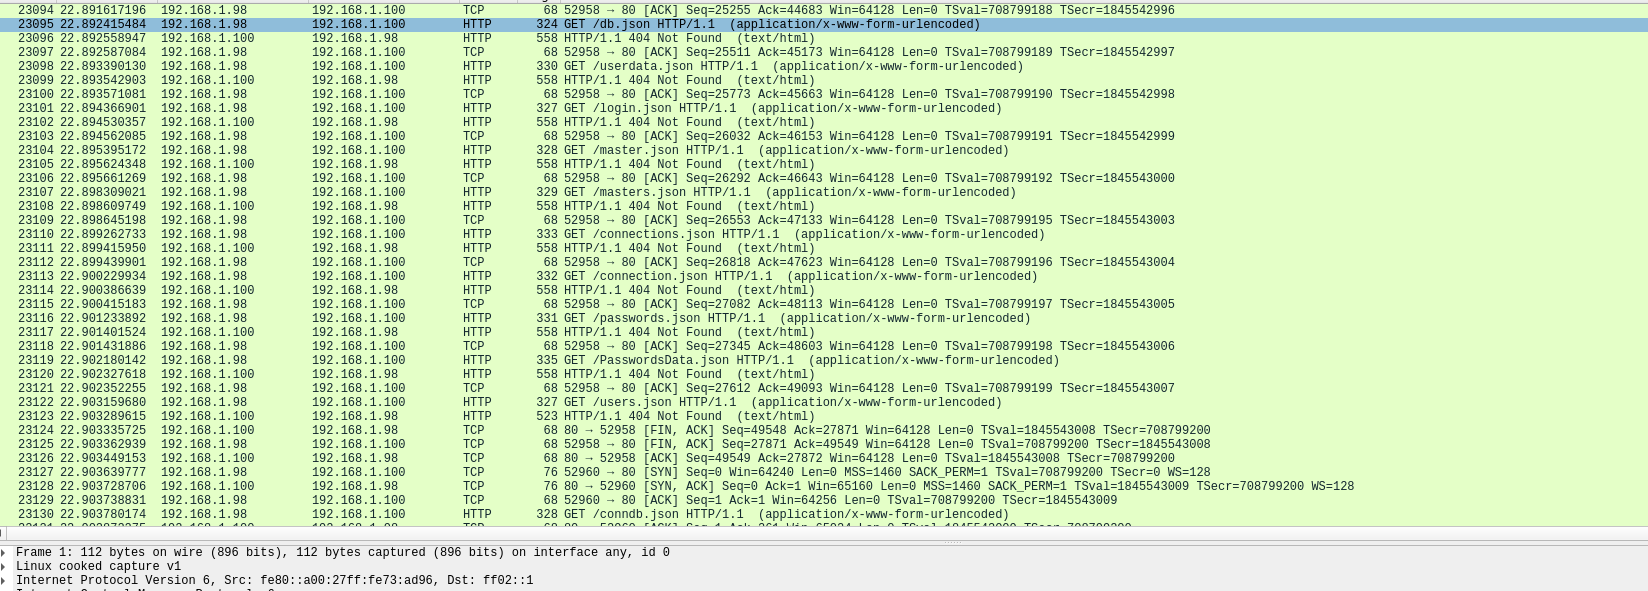 23094 22.891617196 192.168.1.98 192.168.1.100 TCP 68 52958 → 80 [ACK] Seq=25255 Ack=44683 Win=64128 Len=0 TSval=708799188 TSecr=1845542996
23095 22.892415484 192.168.1.98 192.168.1.100 HTTP 324 GET /db.json HTTP/1.1 (application/x-www-form-urlencoded)
23096 22.892558947 192.168.1.100 192.168.1.98 HTTP 558 HTTP/1.1 404 Not Found (text/html)
23097 22.892587084 192.168.1.98 192.168.1.100 TCP 68 52958 → 80 [ACK] Seq=25511 Ack=45173 Win=64128 Len=0 TSval=708799189 TSecr=1845542997
23098 22.893390130 192.168.1.98 192.168.1.100 HTTP 330 GET /userdata.json HTTP/1.1 (application/x-www-form-urlencoded)
23099 22.893542903 192.168.1.100 192.168.1.98 HTTP 558 HTTP/1.1 404 Not Found (text/html)
23100 22.893571081 192.168.1.98 192.168.1.100 TCP 68 52958 → 80 [ACK] Seq=25773 Ack=45663 Win=64128 Len=0 TSval=708799190 TSecr=1845542998
23101 22.894366901 192.168.1.98 192.168.1.100 HTTP 327 GET /login.json HTTP/1.1 (application/x-www-form-urlencoded)
23102 22.894530357 192.168.1.100 192.168.1.98 HTTP 558 HTTP/1.1 404 Not Found (text/html)
23103 22.894562085 192.168.1.98 192.168.1.100 TCP 68 52958 → 80 [ACK] Seq=26032 Ack=46153 Win=64128 Len=0 TSval=708799191 TSecr=1845542999
23104 22.895395172 192.168.1.98 192.168.1.100 HTTP 328 GET /master.json HTTP/1.1 (application/x-www-form-urlencoded)
23105 22.895624348 192.168.1.100 192.168.1.98 HTTP 558 HTTP/1.1 404 Not Found (text/html)
23106 22.895661269 192.168.1.98 192.168.1.100 TCP 68 52958 → 80 [ACK] Seq=26292 Ack=46643 Win=64128 Len=0 TSval=708799192 TSecr=1845543000
23107 22.898309021 192.168.1.98 192.168.1.100 HTTP 329 GET /masters.json HTTP/1.1 (application/x-www-form-urlencoded)
23108 22.898609749 192.168.1.100 192.168.1.98 HTTP 558 HTTP/1.1 404 Not Found (text/html)
23109 22.898645198 192.168.1.98 192.168.1.100 TCP 68 52958 → 80 [ACK] Seq=26553 Ack=47133 Win=64128 Len=0 TSval=708799195 TSecr=1845543003
23110 22.899262733 192.168.1.98 192.168.1.100 HTTP 333 GET /connections.json HTTP/1.1 (application/x-www-form-urlencoded)
23111 22.899415950 192.168.1.100 192.168.1.98 HTTP 558 HTTP/1.1 404 Not Found (text/html)
23112 22.899439901 192.168.1.98 192.168.1.100 TCP 68 52958 → 80 [ACK] Seq=26818 Ack=47623 Win=64128 Len=0 TSval=708799196 TSecr=1845543004
23113 22.900229934 192.168.1.98 192.168.1.100 HTTP 332 GET /connection.json HTTP/1.1 (application/x-www-form-urlencoded)
23114 22.900386639 192.168.1.100 192.168.1.98 HTTP 558 HTTP/1.1 404 Not Found (text/html)
23115 22.900415183 192.168.1.98 192.168.1.100 TCP 68 52958 → 80 [ACK] Seq=27082 Ack=48113 Win=64128 Len=0 TSval=708799197 TSecr=1845543005
23116 22.901233892 192.168.1.98 192.168.1.100 HTTP 331 GET /passwords.json HTTP/1.1 (application/x-www-form-urlencoded)
23117 22.901401524 192.168.1.100 192.168.1.98 HTTP 558 HTTP/1.1 404 Not Found (text/html)
23118 22.901431886 192.168.1.98 192.168.1.100 TCP 68 52958 → 80 [ACK] Seq=27345 Ack=48603 Win=64128 Len=0 TSval=708799198 TSecr=1845543006
23119 22.902180142 192.168.1.98 192.168.1.100 HTTP 335 GET /PasswordsData.json HTTP/1.1 (application/x-www-form-urlencoded)
23120 22.902327618 192.168.1.100 192.168.1.98 HTTP 558 HTTP/1.1 404 Not Found (text/html)
23121 22.902352255 192.168.1.98 192.168.1.100 TCP 68 52958 → 80 [ACK] Seq=27612 Ack=49093 Win=64128 Len=0 TSval=708799199 TSecr=1845543007
23122 22.903159680 192.168.1.98 192.168.1.100 HTTP 327 GET /users.json HTTP/1.1 (application/x-www-form-urlencoded)
23123 22.903289615 192.168.1.100 192.168.1.98 HTTP 523 HTTP/1.1 404 Not Found (text/html)
23124 22.903335725 192.168.1.100 192.168.1.98 TCP 68 80 → 52958 [FIN, ACK] Seq=49548 Ack=27871 Win=64128 Len=0 TSval=1845543008 TSecr=708799200
23125 22.903362939 192.168.1.98 192.168.1.100 TCP 68 52958 → 80 [FIN, ACK] Seq=27871 Ack=49549 Win=64128 Len=0 TSval=708799200 TSecr=1845543008
23126 22.903449153 192.168.1.100 192.168.1.98 TCP 68 80 → 52958 [ACK] Seq=49549 Ack=27872 Win=64128 Len=0 TSval=1845543008 TSecr=708799200
23127 22.903639777 192.168.1.98 192.168.1.100 TCP 76 52960 → 80 [SYN] Seq=0 Win=64240 Len=0 MSS=1460 SACK_PERM=1 TSval=708799200 TSecr=0 WS=128
23128 22.903728706 192.168.1.100 192.168.1.98 TCP 76 80 → 52960 [SYN, ACK] Seq=0 Ack=1 Win=65160 Len=0 MSS=1460 SACK_PERM=1 TSval=1845543009 TSecr=708799200 WS=128
23129 22.903738831 192.168.1.98 192.168.1.100 TCP 68 52960 → 80 [ACK] Seq=1 Ack=1 Win=64256 Len=0 TSval=708799200 TSecr=1845543009
23130 22.903780174 192.168.1.98 192.168.1.100 HTTP 328 GET /conndb.json HTTP/1.1 (application/x-www-form-urlencoded)
Frame 1: 112 bytes on wire (896 bits), 112 bytes captured (896 bits) on interface any, id 0
Linux cooked capture v1
Internet Protocol Version 6, Src: fe80::a00:27ff:fe73:ad96, Dst: ff02::1